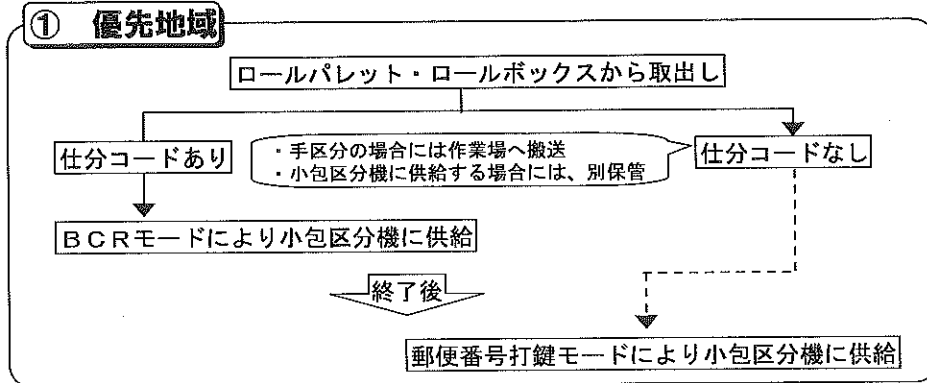 ① 優先地域
ロールパレット・ロールボックスから取出し
仕分コードあり
・手区分の場合には作業場へ搬送
・小包区分機に供給する場合には、別保管
仕分コードなし
BCRモードにより小包区分機に供給
終了後
郵便番号打鍵モードにより小包区分機に供給